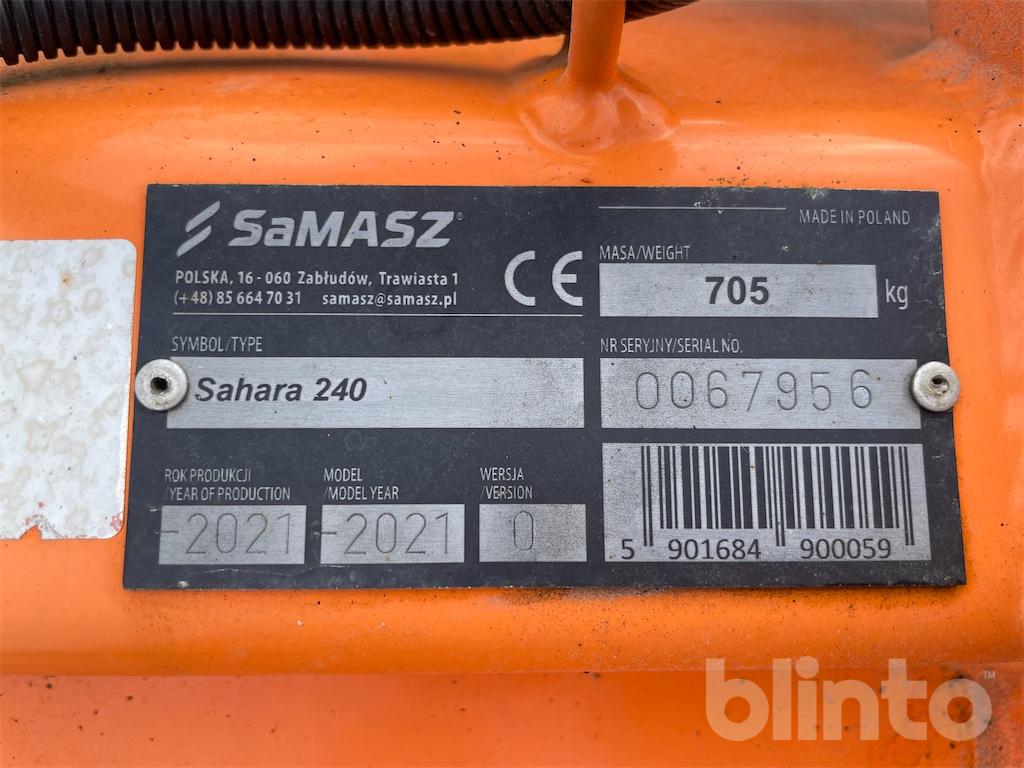 SaMASZ®
POLSKA, 16 - 060 Zabłudów, Trawiasta 1
(+48) 85 664 70 31 samasz@samasz.pl
CE
MADE IN POLAND
MASA/WEIGHT
705 kg
SYMBOL/TYPE
Sahara 240
NR SERYJNY/SERIAL NO.
0067956
ROK PRODUKCJI
/YEAR OF PRODUCTION
-2021-
MODEL
/MODEL YEAR
-2021
WERSJA
/VERSION
0
5 901684 900059
blinto™